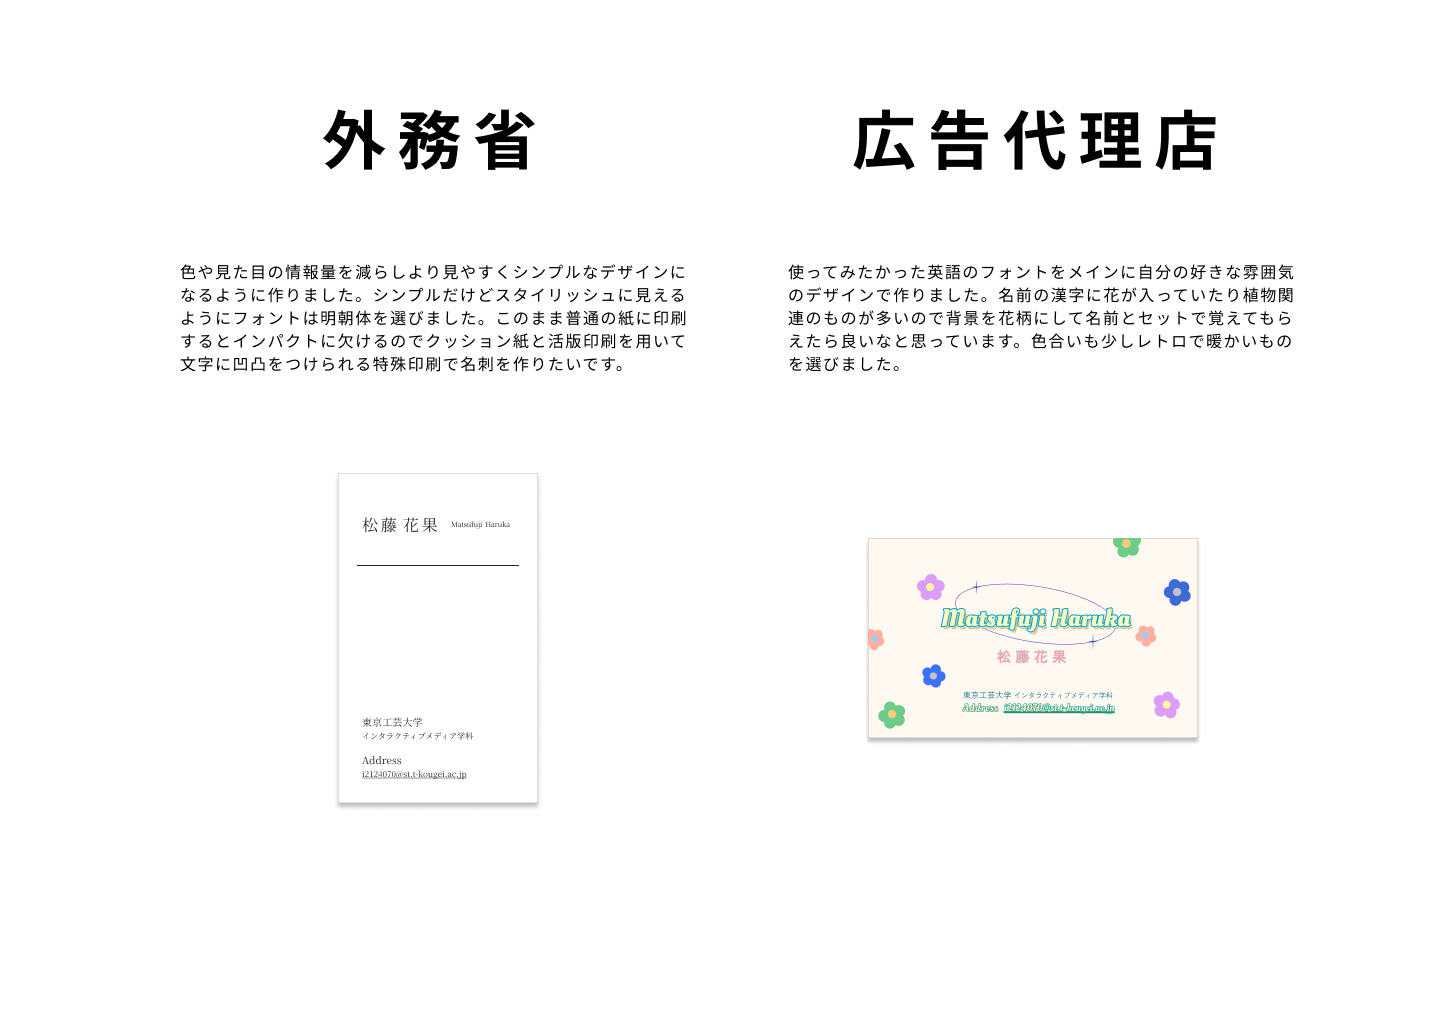 外務省
色や見た目の情報量を減らしより見やすくシンプルなデザインに
なるように作りました。シンプルだけどスタイリッシュに見える
ようにフォントは明朝体を選びました。このまま普通の紙に印刷
するとインパクトに欠けるのでクッション紙と活版印刷を用いて
文字に凹凸をつけられる特殊印刷で名刺を作りたいです。
松藤 花果 Matsufuji Haruka
東京工芸大学
インタラクティブメディア学科
Address
i2124070@st.t-kougei.ac.jp
広告代理店
使ってみたかった英語のフォントをメインに自分の好きな雰囲気
のデザインで作りました。名前の漢字に花が入っていたり植物関
連のものが多いので背景を花柄にして名前とセットで覚えてもら
えたら良いなと思っています。色合いも少しレトロで暖かいもの
を選びました。
Matsufuji Haruka
松藤花果
東京工芸大学 インタラクティブメディア学科
Address i2124070@st.t-kougei.ac.jp